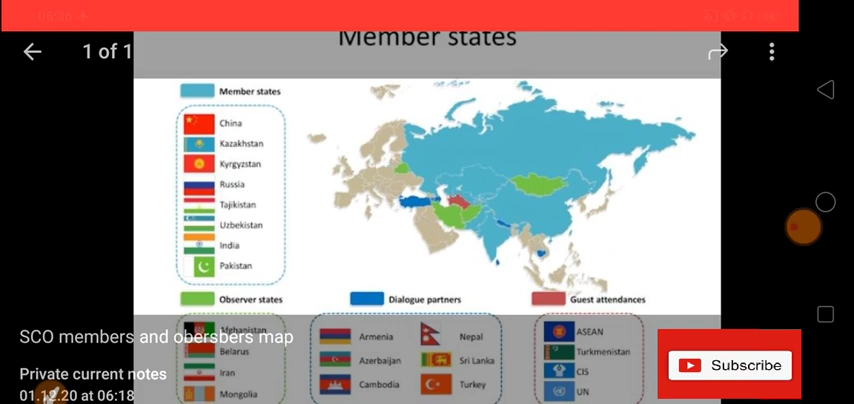 1 of 1
Member states
Member states
China
Kazakhstan
Kyrgyzstan
Russia
Tajikistan
Uzbekistan
India
Pakistan
Observer states
Dialogue partners
Guest attendances
Afghanistan
Belarus
Iran
Mongolia
Armenia
Azerbaijan
Cambodia
Nepal
Sri Lanka
Turkey
ASEAN
Turkmenistan
CIS
UN
SCO members and obersbers map
Private current notes
01.12.20 at 06:18
Subscribe